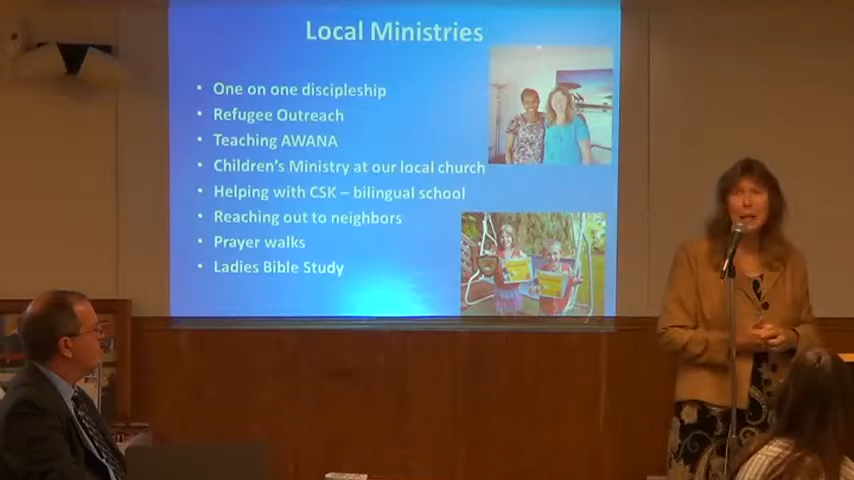 Local Ministries
• One on one discipleship
• Refugee Outreach
• Teaching AWANA
• Children's Ministry at our local church
• Helping with CSK – bilingual school
• Reaching out to neighbors
• Prayer walks
• Ladies Bible Study